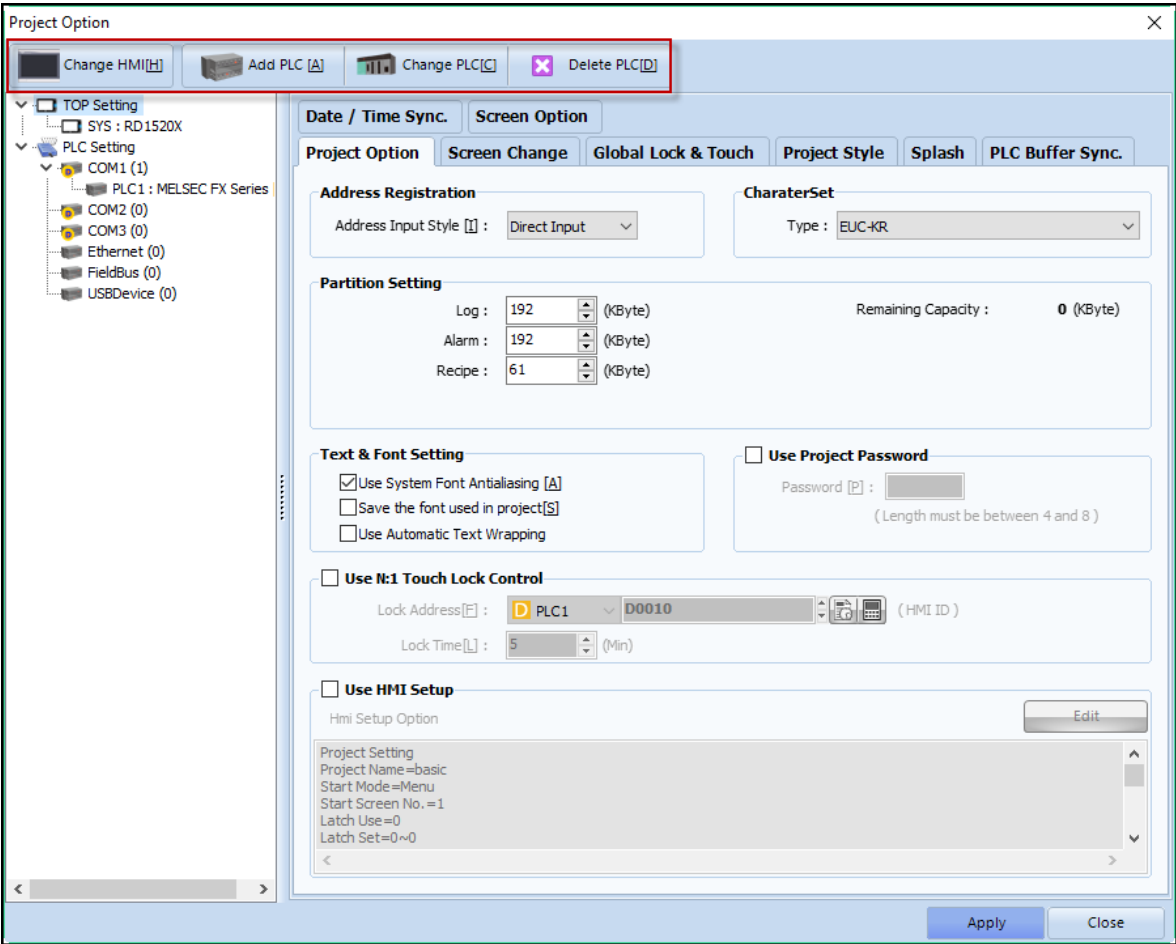 Project Option
Change HMI[H]
Add PLC [A]
Change PLC[C]
Delete PLC[D]
TOP Setting
SYS : RD1520X
PLC Setting
COM1 (1)
PLC1 : MELSEC FX Series
COM2 (0)
COM3 (0)
Ethernet (0)
FieldBus (0)
USBDevice (0)
Date / Time Sync.
Screen Option
Project Option
Screen Change
Global Lock & Touch
Project Style
Splash
PLC Buffer Sync.
Address Registration
Address Input Style [I] : Direct Input
CharaterSet
Type : EUC-KR
Partition Setting
Log : 192 (KByte)
Remaining Capacity : 0 (KByte)
Alarm : 192 (KByte)
Recipe : 61 (KByte)
Text & Font Setting
Use System Font Antialiasing [A]
Save the font used in project[S]
Use Automatic Text Wrapping
Use Project Password
Password [P] :
( Length must be between 4 and 8 )
Use N:1 Touch Lock Control
Lock Address[F] : D PLC1 D0010 ( HMI ID )
Lock Time[L] : 5 (Min)
Use HMI Setup
Hmi Setup Option
Edit
Project Setting
Project Name=basic
Start Mode=Menu
Start Screen No.=1
Latch Use=0
Latch Set=0~0
Apply
Close